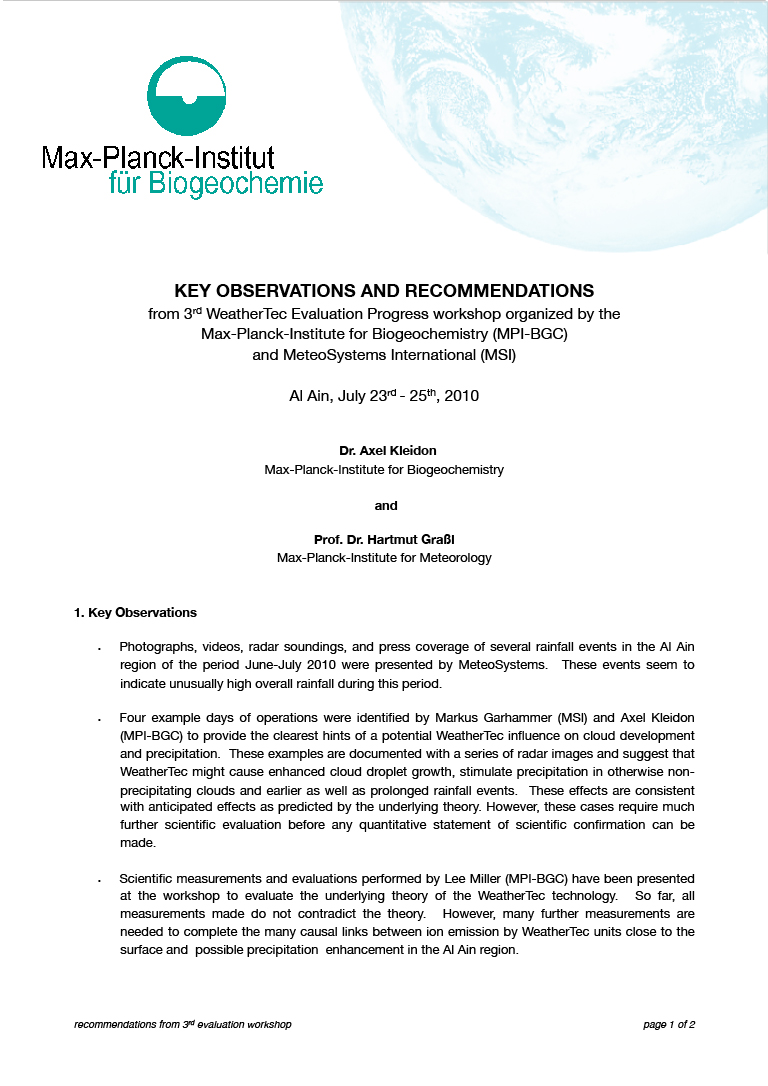 Max-Planck-Institut
für Biogeochemie
KEY OBSERVATIONS AND RECOMMENDATIONS
from 3rd WeatherTec Evaluation Progress workshop organized by the
Max-Planck-Institute for Biogeochemistry (MPI-BGC)
and MeteoSystems International (MSI)
Al Ain, July 23rd - 25th, 2010
Dr. Axel Kleidon
Max-Planck-Institute for Biogeochemistry
and
Prof. Dr. Hartmut Graßl
Max-Planck-Institute for Meteorology
1. Key Observations
• Photographs, videos, radar soundings, and press coverage of several rainfall events in the Al Ain
region of the period June-July 2010 were presented by MeteoSystems. These events seem to
indicate unusually high overall rainfall during this period.
• Four example days of operations were identified by Markus Garhammer (MSI) and Axel Kleidon
(MPI-BGC) to provide the clearest hints of a potential WeatherTec influence on cloud development
and precipitation. These examples are documented with a series of radar images and suggest that
WeatherTec might cause enhanced cloud droplet growth, stimulate precipitation in otherwise non-
precipitating clouds and earlier as well as prolonged rainfall events. These effects are consistent
with anticipated effects as predicted by the underlying theory. However, these cases require much
further scientific evaluation before any quantitative statement of scientific confirmation can be
made.
• Scientific measurements and evaluations performed by Lee Miller (MPI-BGC) have been presented
at the workshop to evaluate the underlying theory of the WeatherTec technology. So far, all
measurements made do not contradict the theory. However, many further measurements are
needed to complete the many causal links between ion emission by WeatherTec units close to the
surface and possible precipitation enhancement in the Al Ain region.
recommendations from 3rd evaluation workshop
page 1 of 2